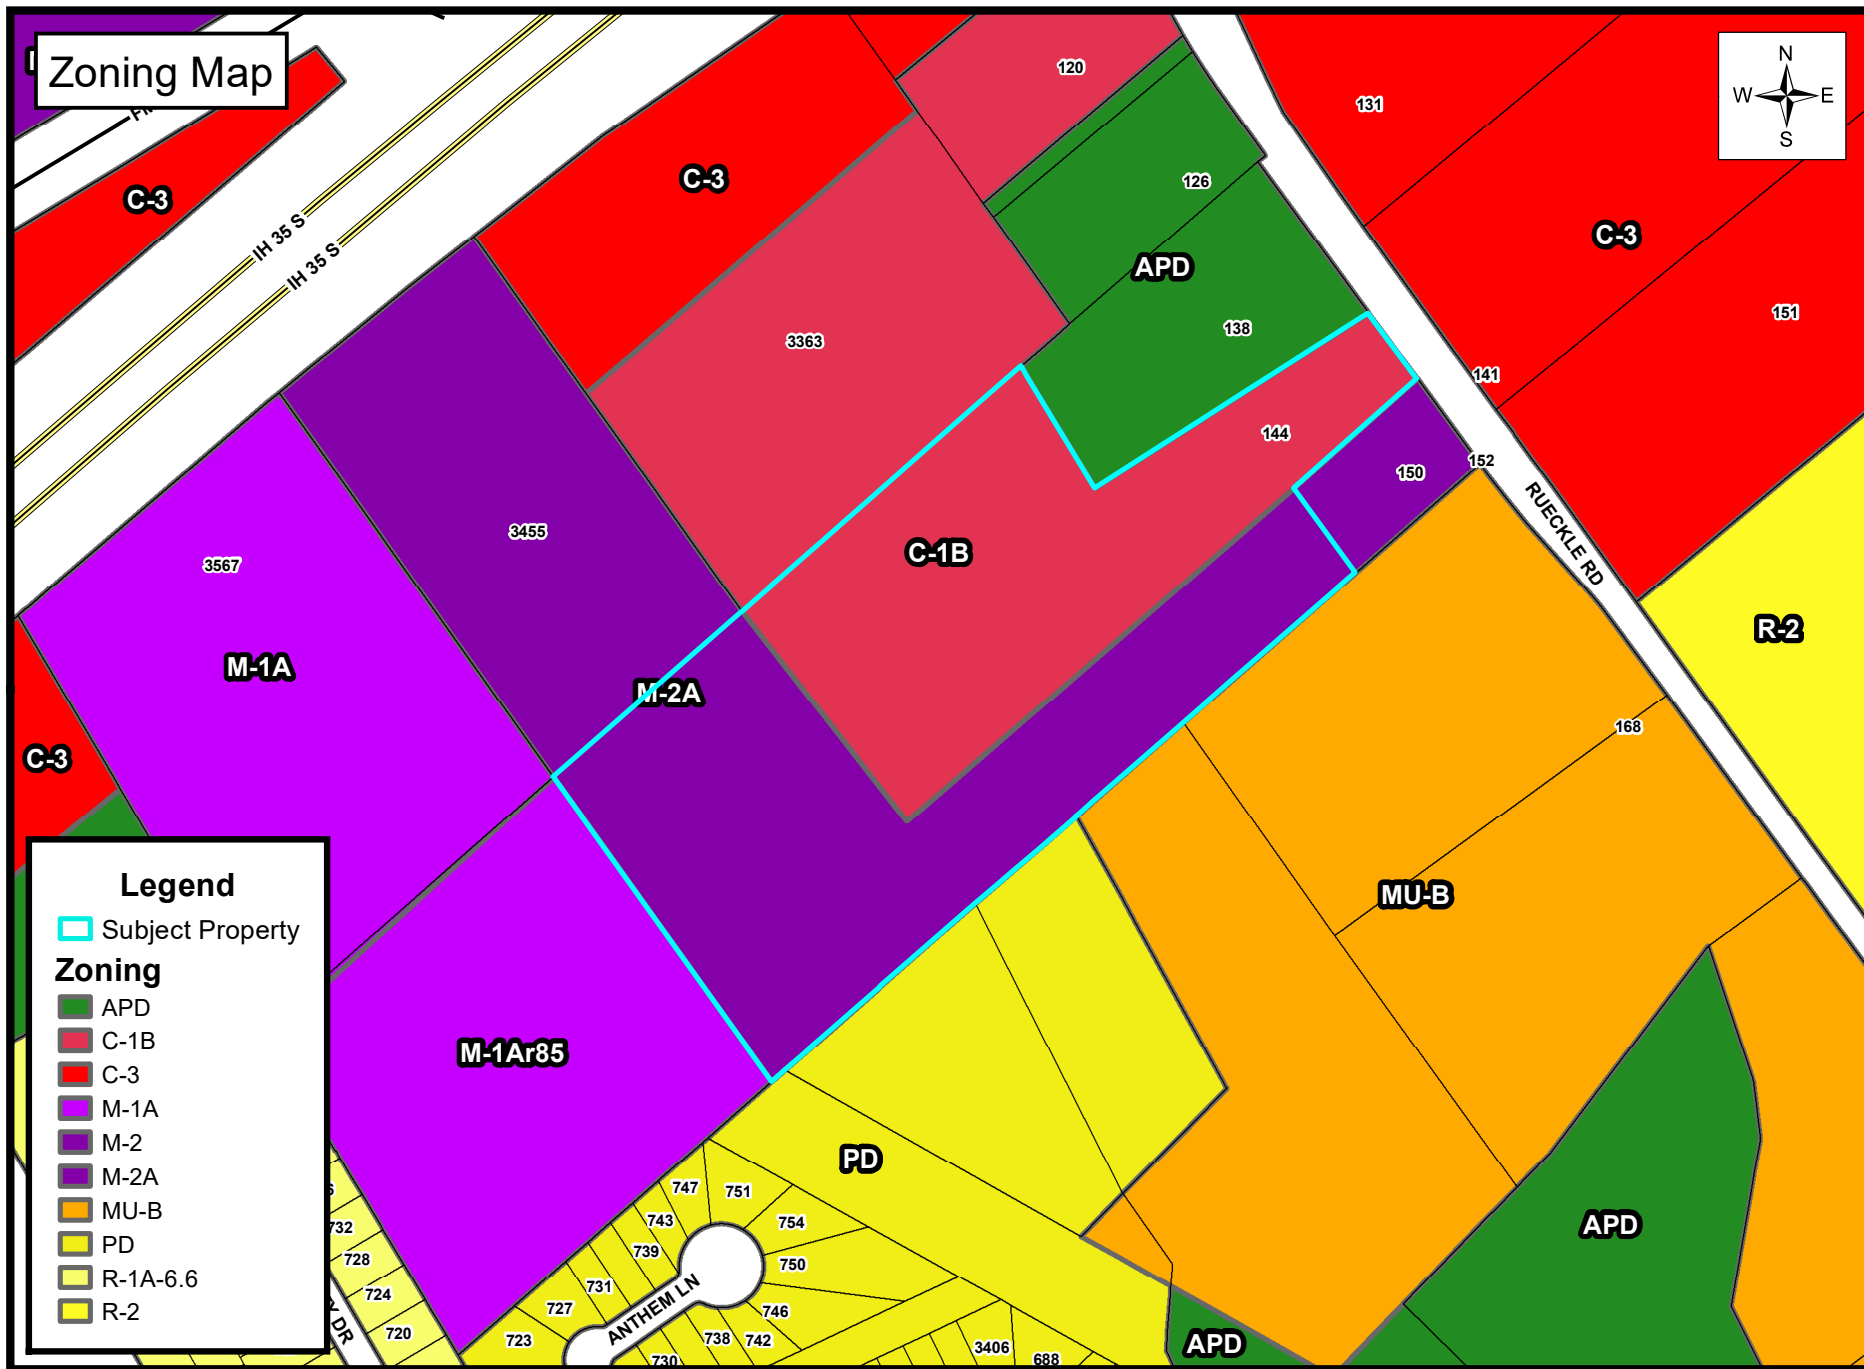 Zoning Map
N
W E
S
120
131
C-3
126
C-3
C-3
IH 35 S
IH 35 S
APD
151
138
3363
141
144
152
150
3455
RUECKLE RD
C-1B
3567
R-2
M-1A
M-2A
168
C-3
MU-B
Legend
Subject Property
Zoning
APD
C-1B
C-3
M-1A
M-2
M-2A
MU-B
PD
R-1A-6.6
R-2
M-1Ar85
PD
747
751
743
754
739
750
732
728
731
724
727
746
720
723
ANTHEM LN
738
742
730
3406
688
APD
APD
DR